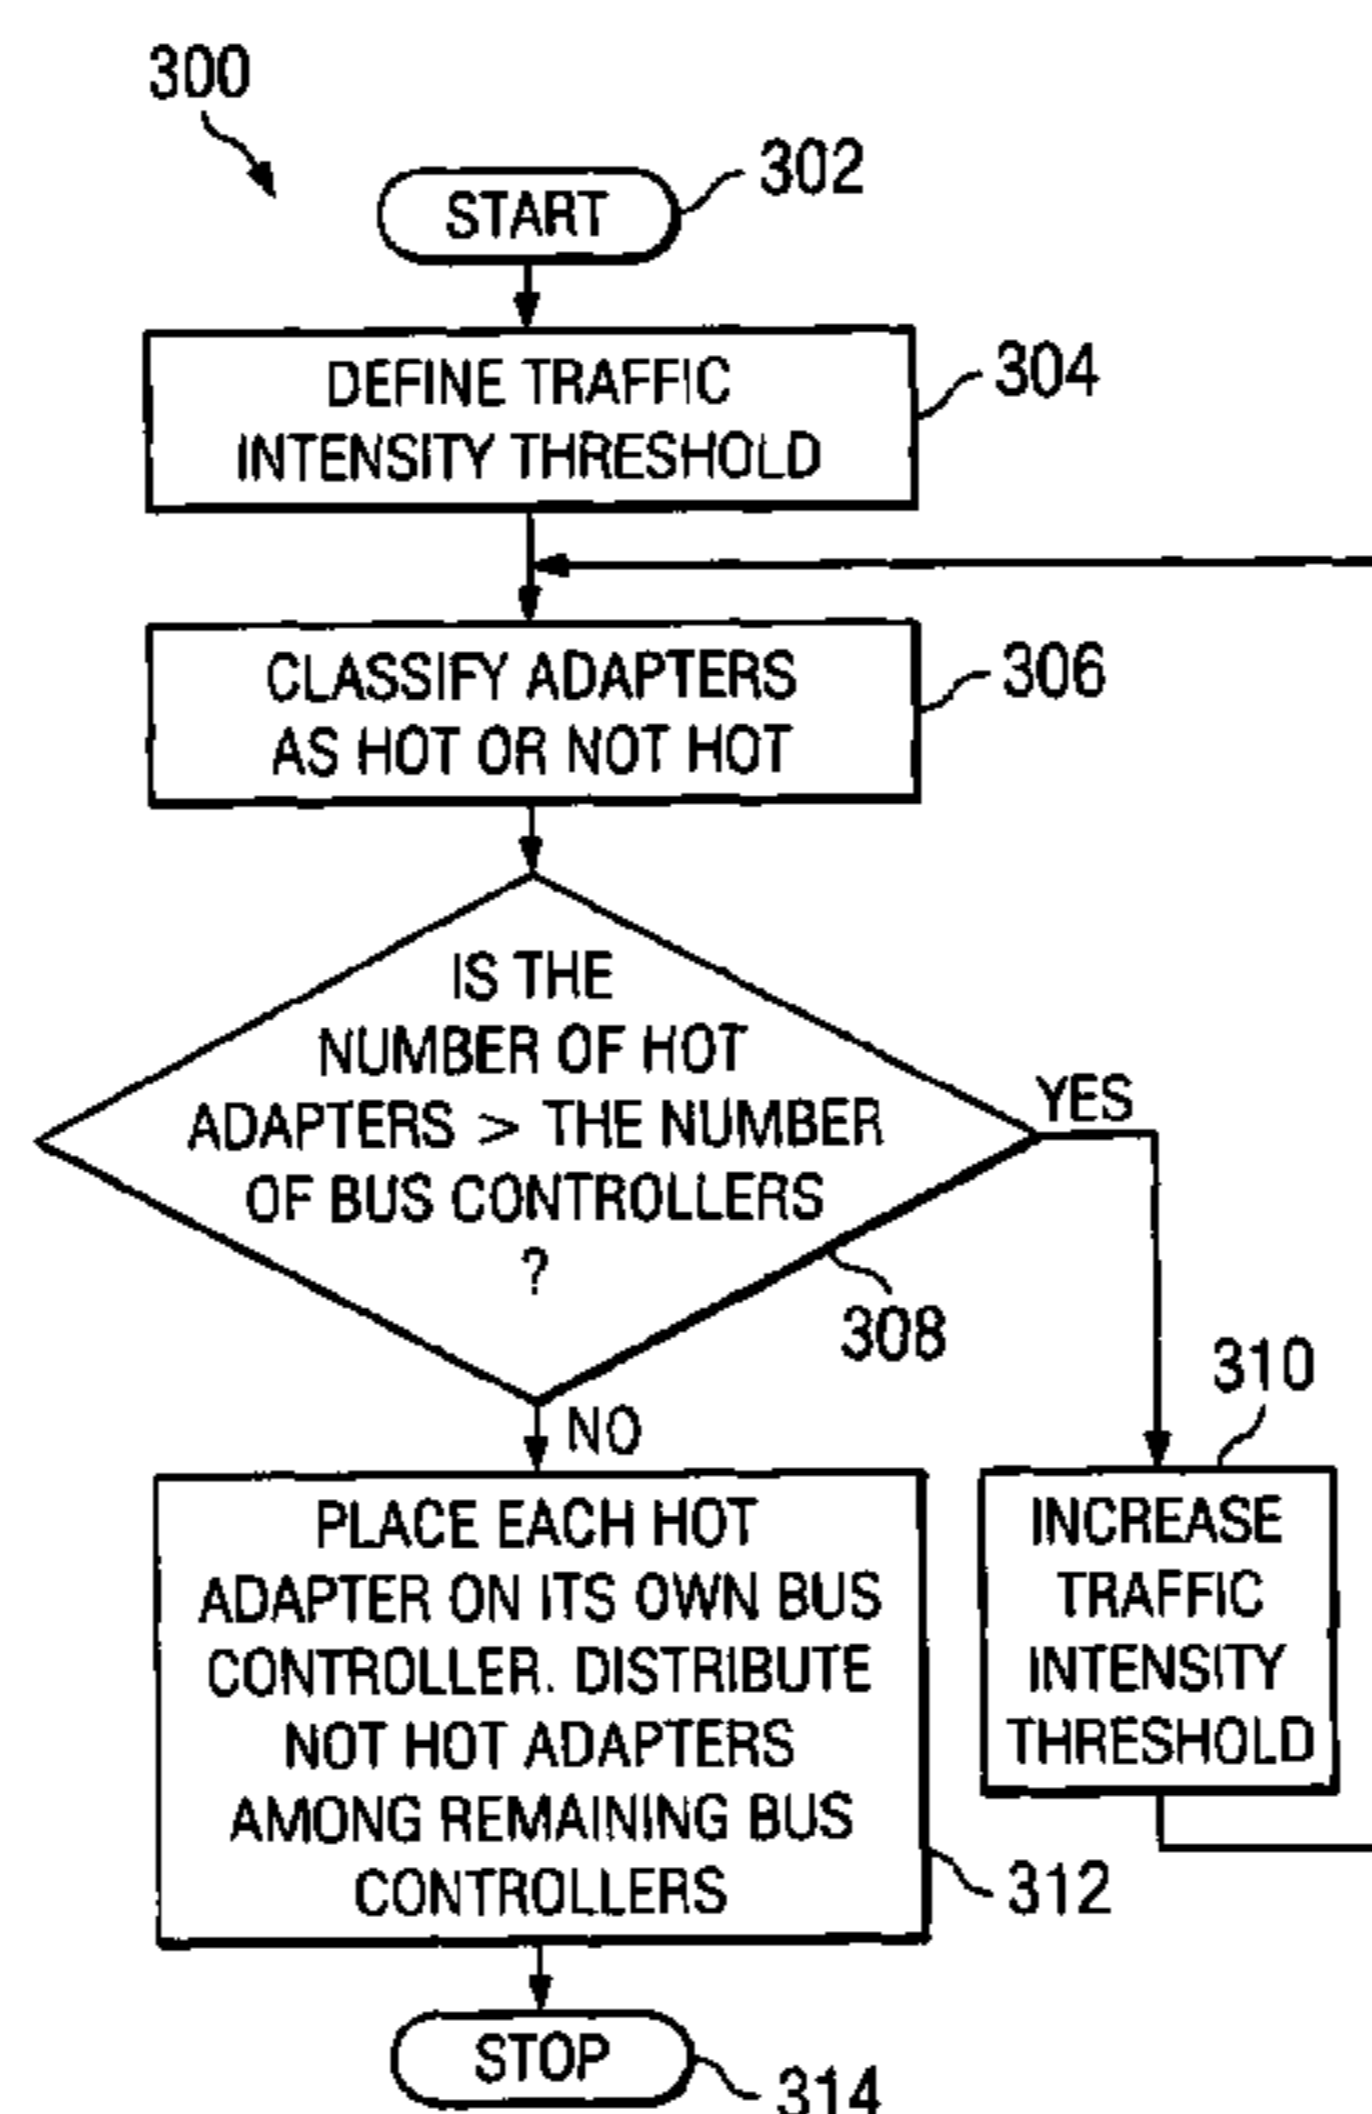 300
START
302
DEFINE TRAFFIC
INTENSITY THRESHOLD
304
CLASSIFY ADAPTERS
AS HOT OR NOT HOT
306
IS THE
NUMBER OF HOT
ADAPTERS > THE NUMBER
OF BUS CONTROLLERS
?
308
YES
NO
310
INCREASE
TRAFFIC
INTENSITY
THRESHOLD
PLACE EACH HOT
ADAPTER ON ITS OWN BUS
CONTROLLER. DISTRIBUTE
NOT HOT ADAPTERS
AMONG REMAINING BUS
CONTROLLERS
312
STOP
314